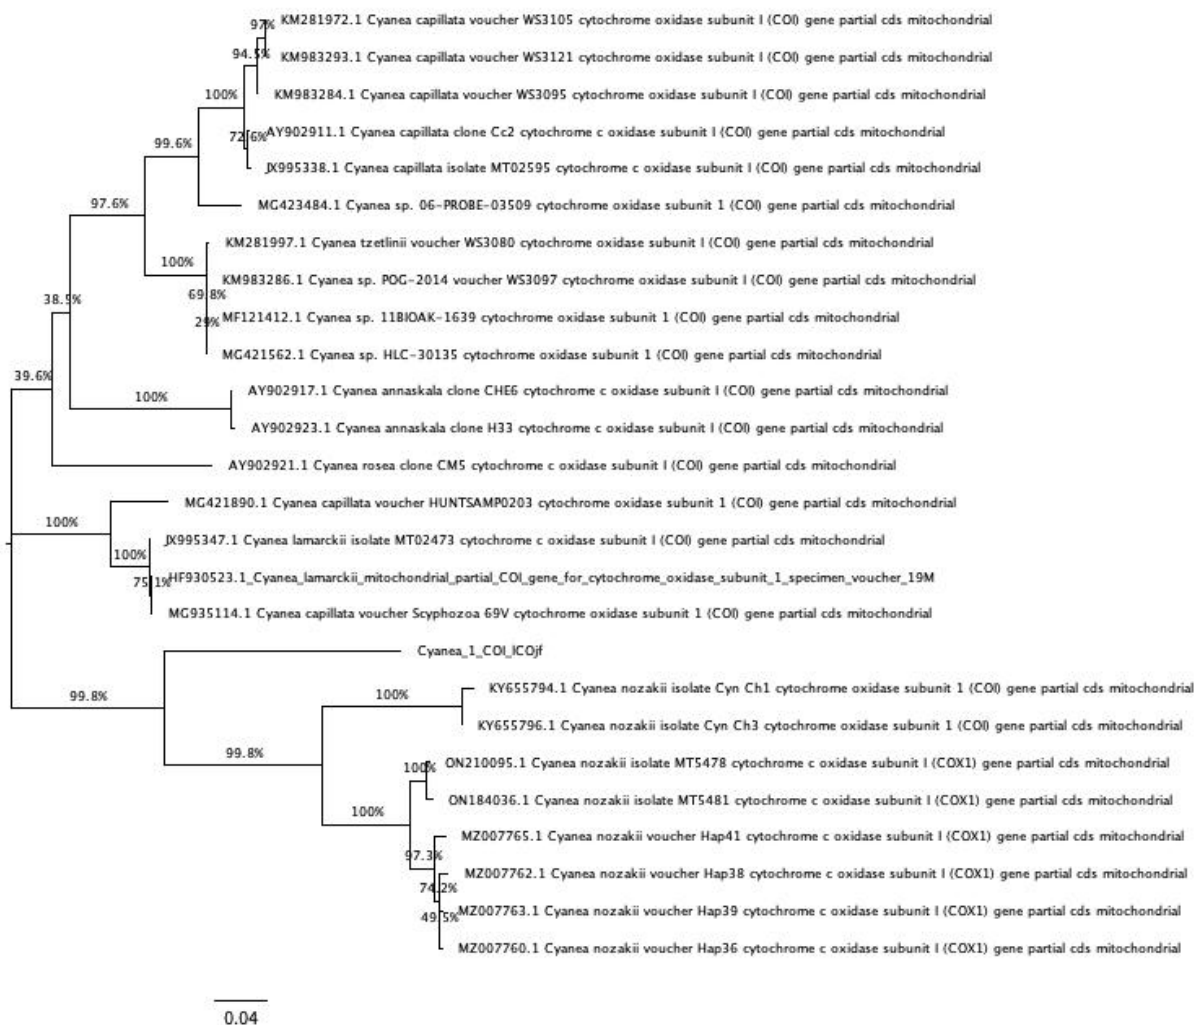 97%
KM281972.1 Cyanea capillata voucher WS3105 cytochrome oxidase subunit I (COI) gene partial cds mitochondrial
94.5%
KM983293.1 Cyanea capillata voucher WS3121 cytochrome oxidase subunit I (COI) gene partial cds mitochondrial
100%
KM983284.1 Cyanea capillata voucher WS3095 cytochrome oxidase subunit I (COI) gene partial cds mitochondrial
72.6%
AY902911.1 Cyanea capillata clone Cc2 cytochrome c oxidase subunit I (COI) gene partial cds mitochondrial
99.6%
JX995338.1 Cyanea capillata isolate MT02595 cytochrome c oxidase subunit I (COI) gene partial cds mitochondrial
97.6%
MG423484.1 Cyanea sp. 06-PROBE-03509 cytochrome oxidase subunit 1 (COI) gene partial cds mitochondrial
KM281997.1 Cyanea tzetlinii voucher WS3080 cytochrome oxidase subunit I (COI) gene partial cds mitochondrial
100%
KM983286.1 Cyanea sp. POG-2014 voucher WS3097 cytochrome oxidase subunit I (COI) gene partial cds mitochondrial
38.5%
69.8%
29%
MF121412.1 Cyanea sp. 11BIOAK-1639 cytochrome oxidase subunit 1 (COI) gene partial cds mitochondrial
MG421562.1 Cyanea sp. HLC-30135 cytochrome oxidase subunit 1 (COI) gene partial cds mitochondrial
39.6%
100%
AY902917.1 Cyanea annaskala clone CHE6 cytochrome c oxidase subunit I (COI) gene partial cds mitochondrial
AY902923.1 Cyanea annaskala clone H33 cytochrome c oxidase subunit I (COI) gene partial cds mitochondrial
AY902921.1 Cyanea rosea clone CM5 cytochrome c oxidase subunit I (COI) gene partial cds mitochondrial
MG421890.1 Cyanea capillata voucher HUNTSAMP0203 cytochrome oxidase subunit 1 (COI) gene partial cds mitochondrial
100%
JX995347.1 Cyanea lamarckii isolate MT02473 cytochrome c oxidase subunit I (COI) gene partial cds mitochondrial
100%
75.1%
HF930523.1_Cyanea_lamarckii_mitochondrial_partial_COI_gene_for_cytochrome_oxidase_subunit_1_specimen_voucher_19M
MG935114.1 Cyanea capillata voucher Scyphozoa 69V cytochrome oxidase subunit 1 (COI) gene partial cds mitochondrial
Cyanea_1_COI_ICOjf
99.8%
100%
KY655794.1 Cyanea nozakii isolate Cyn Ch1 cytochrome oxidase subunit 1 (COI) gene partial cds mitochondrial
KY655796.1 Cyanea nozakii isolate Cyn Ch3 cytochrome oxidase subunit 1 (COI) gene partial cds mitochondrial
99.8%
100%
ON210095.1 Cyanea nozakii isolate MT5478 cytochrome c oxidase subunit I (COX1) gene partial cds mitochondrial
ON184036.1 Cyanea nozakii isolate MT5481 cytochrome c oxidase subunit I (COX1) gene partial cds mitochondrial
100%
MZ007765.1 Cyanea nozakii voucher Hap41 cytochrome c oxidase subunit I (COX1) gene partial cds mitochondrial
97.3%
MZ007762.1 Cyanea nozakii voucher Hap38 cytochrome c oxidase subunit I (COX1) gene partial cds mitochondrial
74.2%
49.5%
MZ007763.1 Cyanea nozakii voucher Hap39 cytochrome c oxidase subunit I (COX1) gene partial cds mitochondrial
MZ007760.1 Cyanea nozakii voucher Hap36 cytochrome c oxidase subunit I (COX1) gene partial cds mitochondrial
0.04